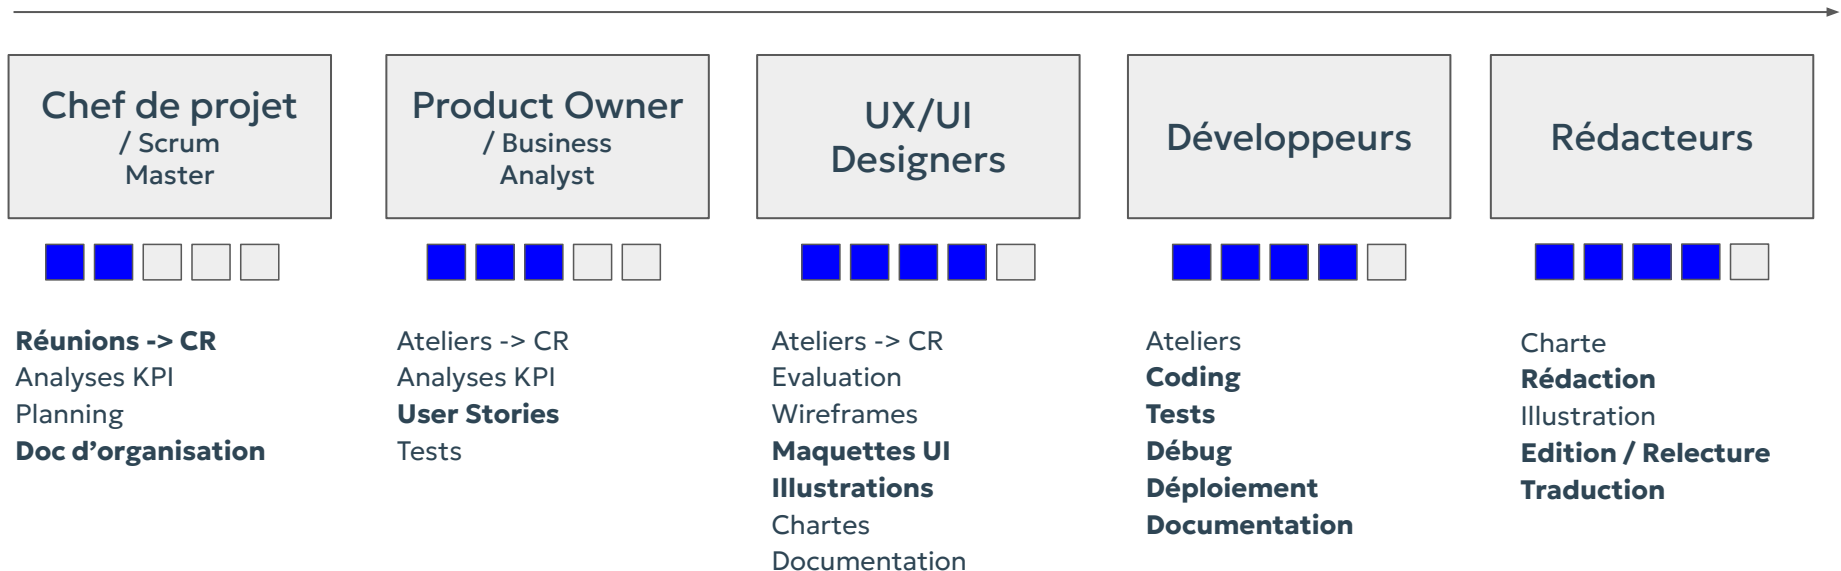 Chef de projet
/ Scrum
Master
Product Owner
/ Business
Analyst
UX/UI
Designers
Développeurs
Rédacteurs
Réunions -> CR
Analyses KPI
Planning
Doc d’organisation
Ateliers -> CR
Analyses KPI
User Stories
Tests
Ateliers -> CR
Evaluation
Wireframes
Maquettes UI
Illustrations
Chartes
Documentation
Ateliers
Coding
Tests
Débug
Déploiement
Documentation
Charte
Rédaction
Illustration
Edition / Relecture
Traduction